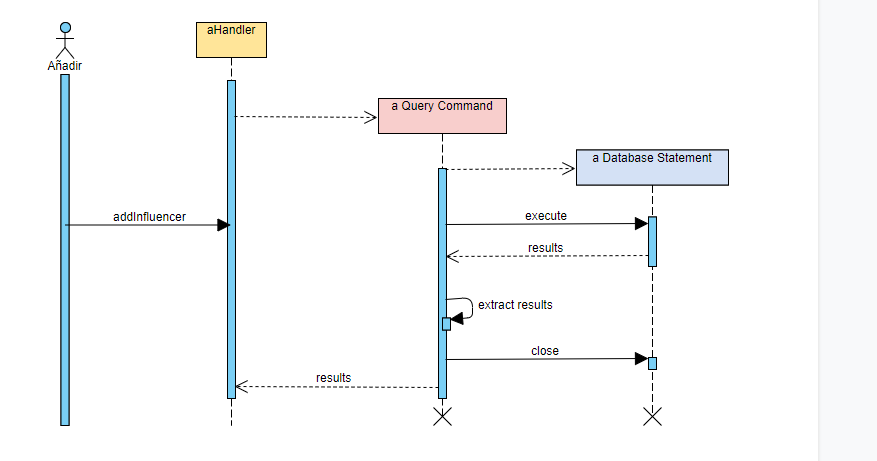 aHandler
Añadir
a Query Command
a Database Statement
addInfluencer
execute
results
extract results
close
results